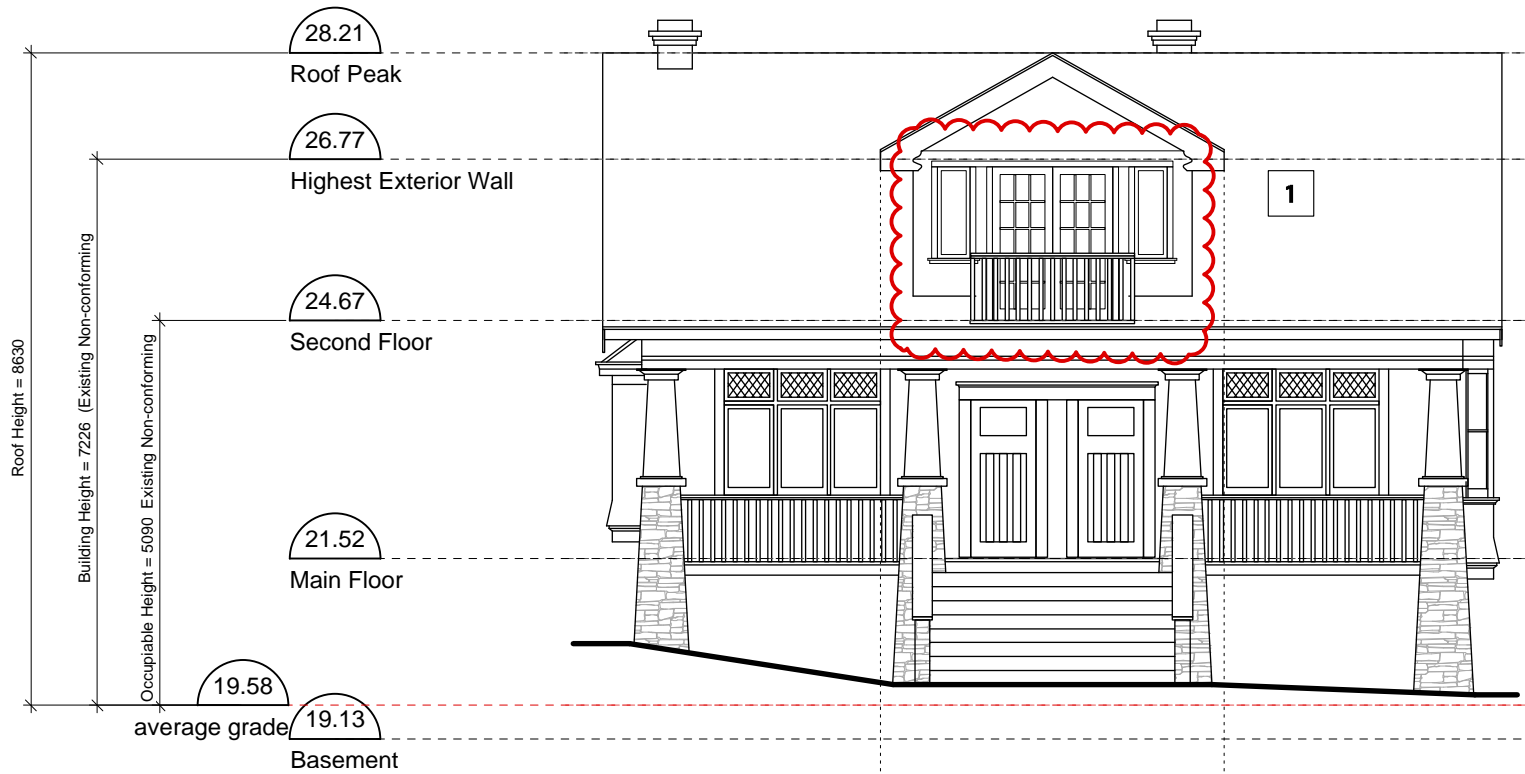 28.21
Roof Peak
26.77
Highest Exterior Wall
1
24.67
Second Floor
Roof Height = 8630
Building Height = 7226  (Existing Non-conforming
Occupiable Height = 5090  Existing Non-conforming
21.52
Main Floor
19.58
average grade
19.13
Basement